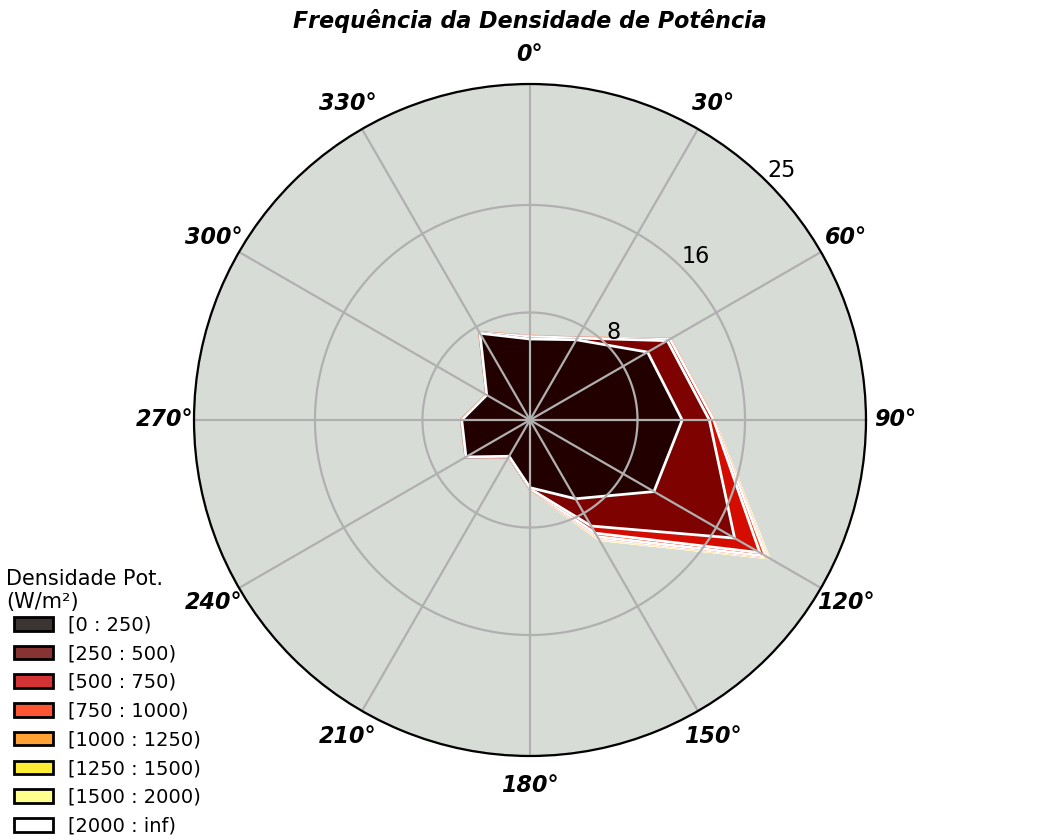 Frequência da Densidade de Potência
0°
330°
30°
25
300°
60°
16
8
270°
90°
240°
120°
210°
150°
180°
Densidade Pot.
(W/m²)
[0 : 250)
[250 : 500)
[500 : 750)
[750 : 1000)
[1000 : 1250)
[1250 : 1500)
[1500 : 2000)
[2000 : inf)